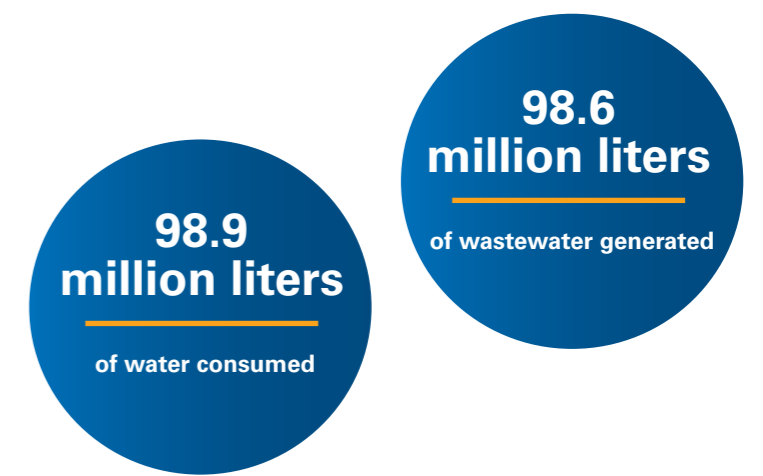 98.9
million liters
of water consumed
98.6
million liters
of wastewater generated